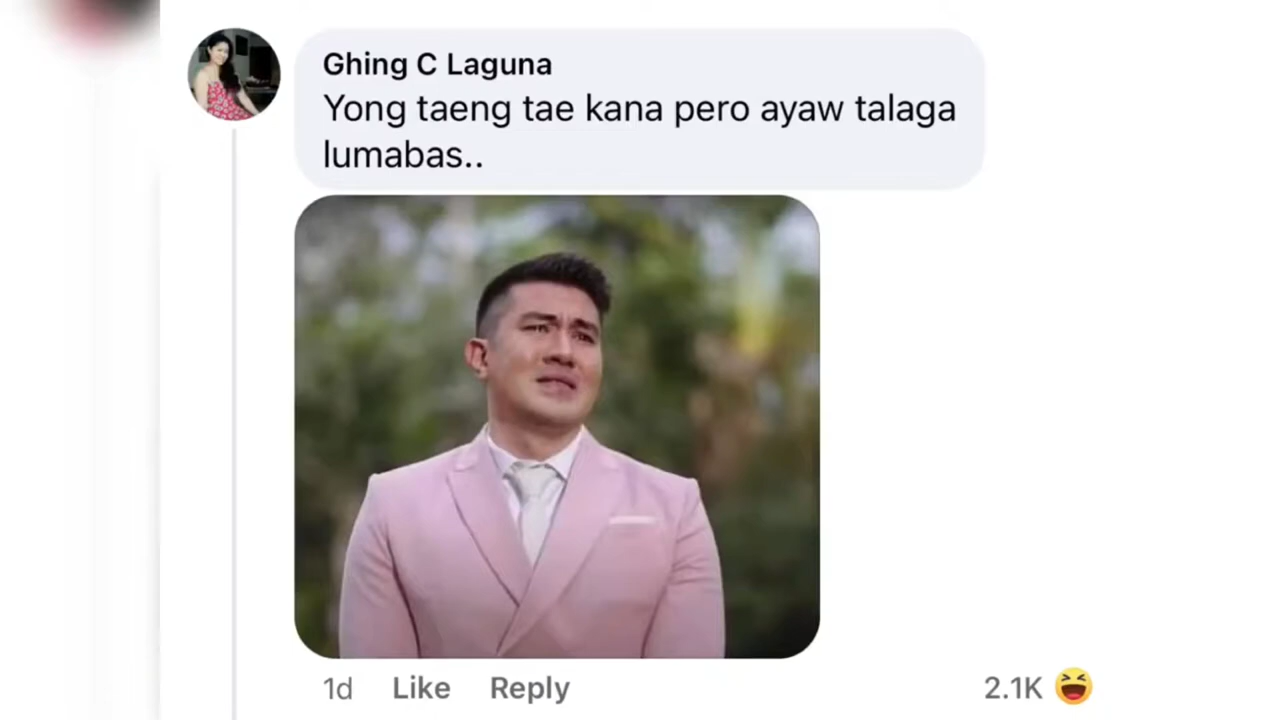 Ghing C Laguna
Yong taeng tae kana pero ayaw talaga
lumabas..
1d Like Reply 2.1K